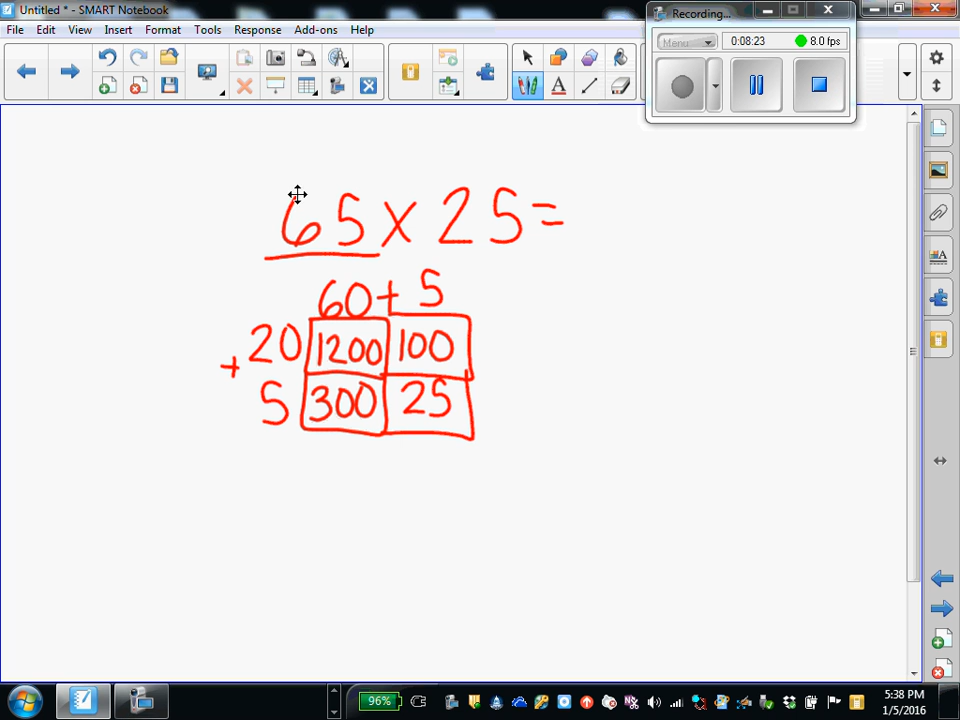 Untitled * - SMART Notebook
Recording...
File Edit View Insert Format Tools Response Add-ons Help
Menu 0:08:23 8.0 fps
65 x 25 =
60 + 5
20 1200 100
+
5 300 25
96%
5:38 PM
1/5/2016